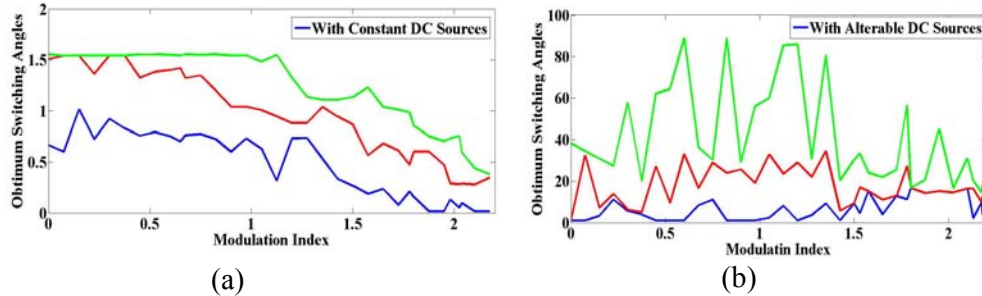 With Constant DC Sources
Obtimum Switching Angles
2
1.5
1
0.5
0
0
0.5
1
1.5
2
Modulation Index
(a)
With Alterable DC Sources
Obtimum Switching Angles
100
80
60
40
20
0
0
0.5
1
1.5
2
Modulatin Index
(b)